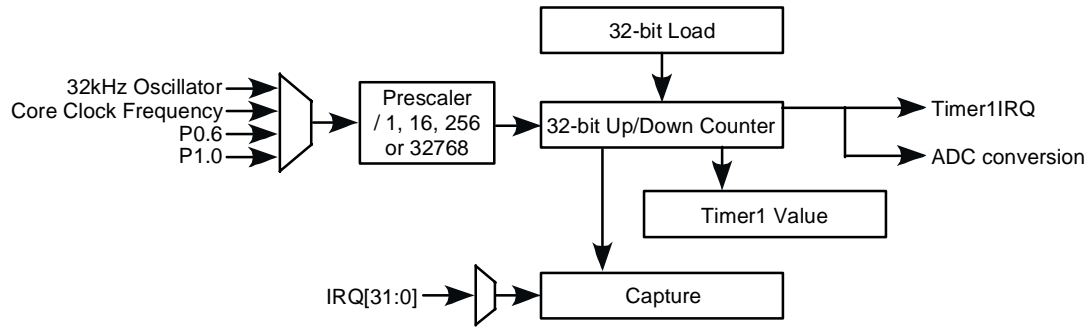 32-bit Load
32kHz Oscillator
Core Clock Frequency
P0.6
P1.0
Prescaler
/ 1, 16, 256
or 32768
32-bit Up/Down Counter
Timer1IRQ
ADC conversion
Timer1 Value
IRQ[31:0]
Capture